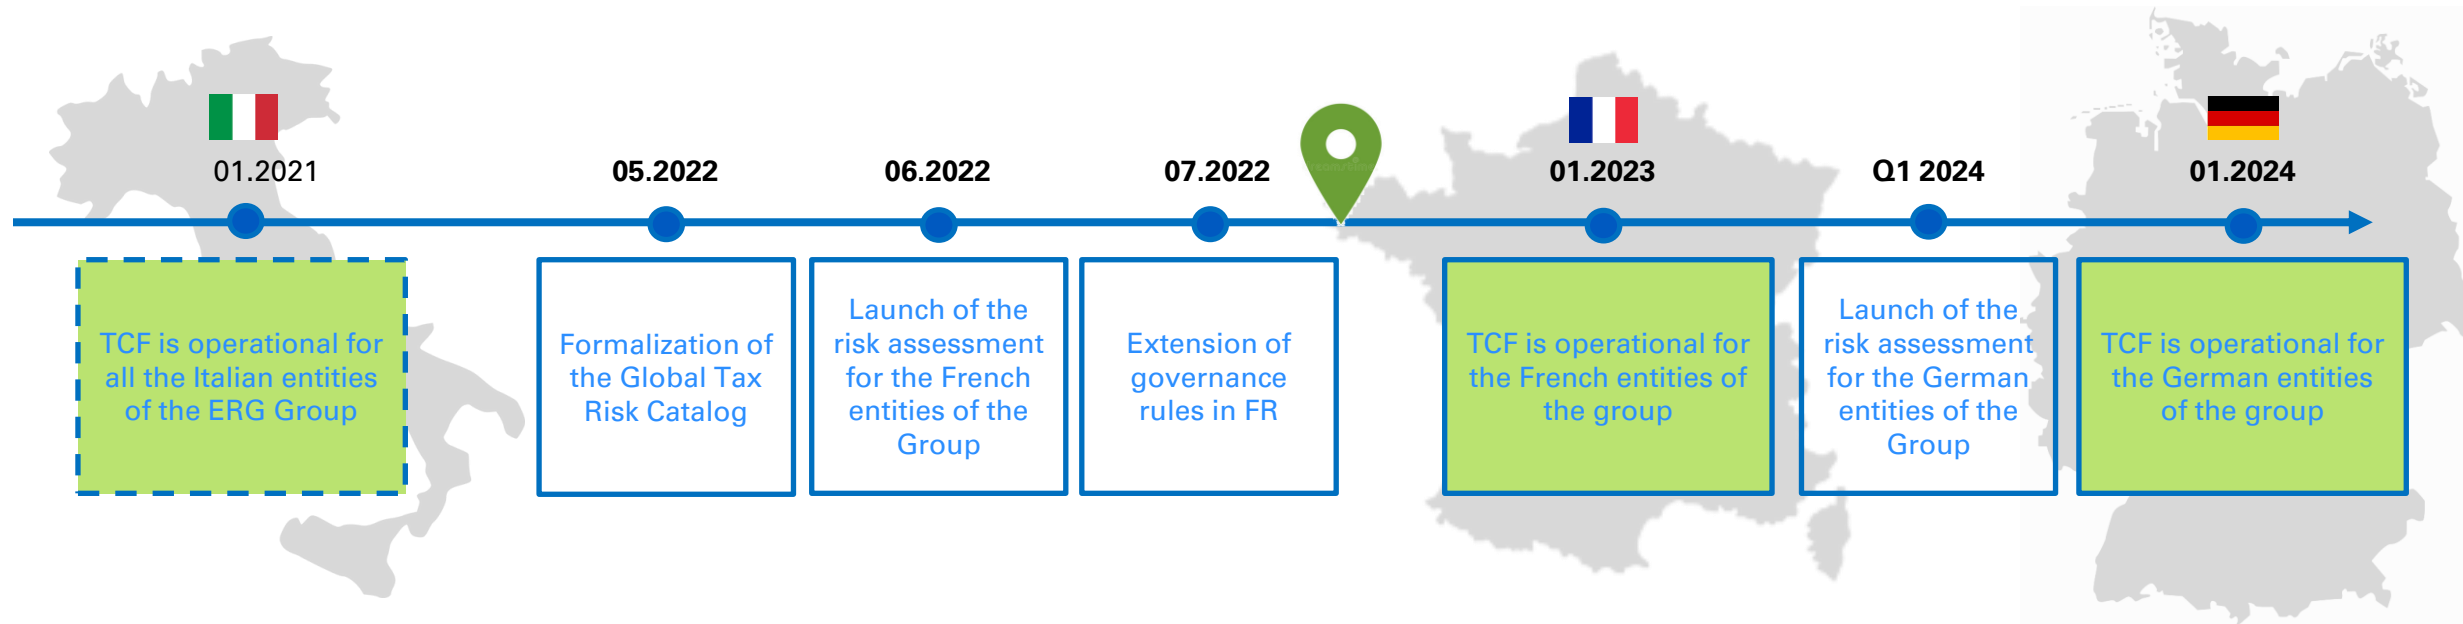 01.2021
TCF is operational for
all the Italian entities
of the ERG Group
05.2022
Formalization of
the Global Tax
Risk Catalog
06.2022
Launch of the
risk assessment
for the French
entities of the
Group
07.2022
Extension of
governance
rules in FR
01.2023
TCF is operational for
the French entities of
the group
Q1 2024
Launch of the
risk assessment
for the German
entities of the
Group
01.2024
TCF is operational for
the German entities
of the group